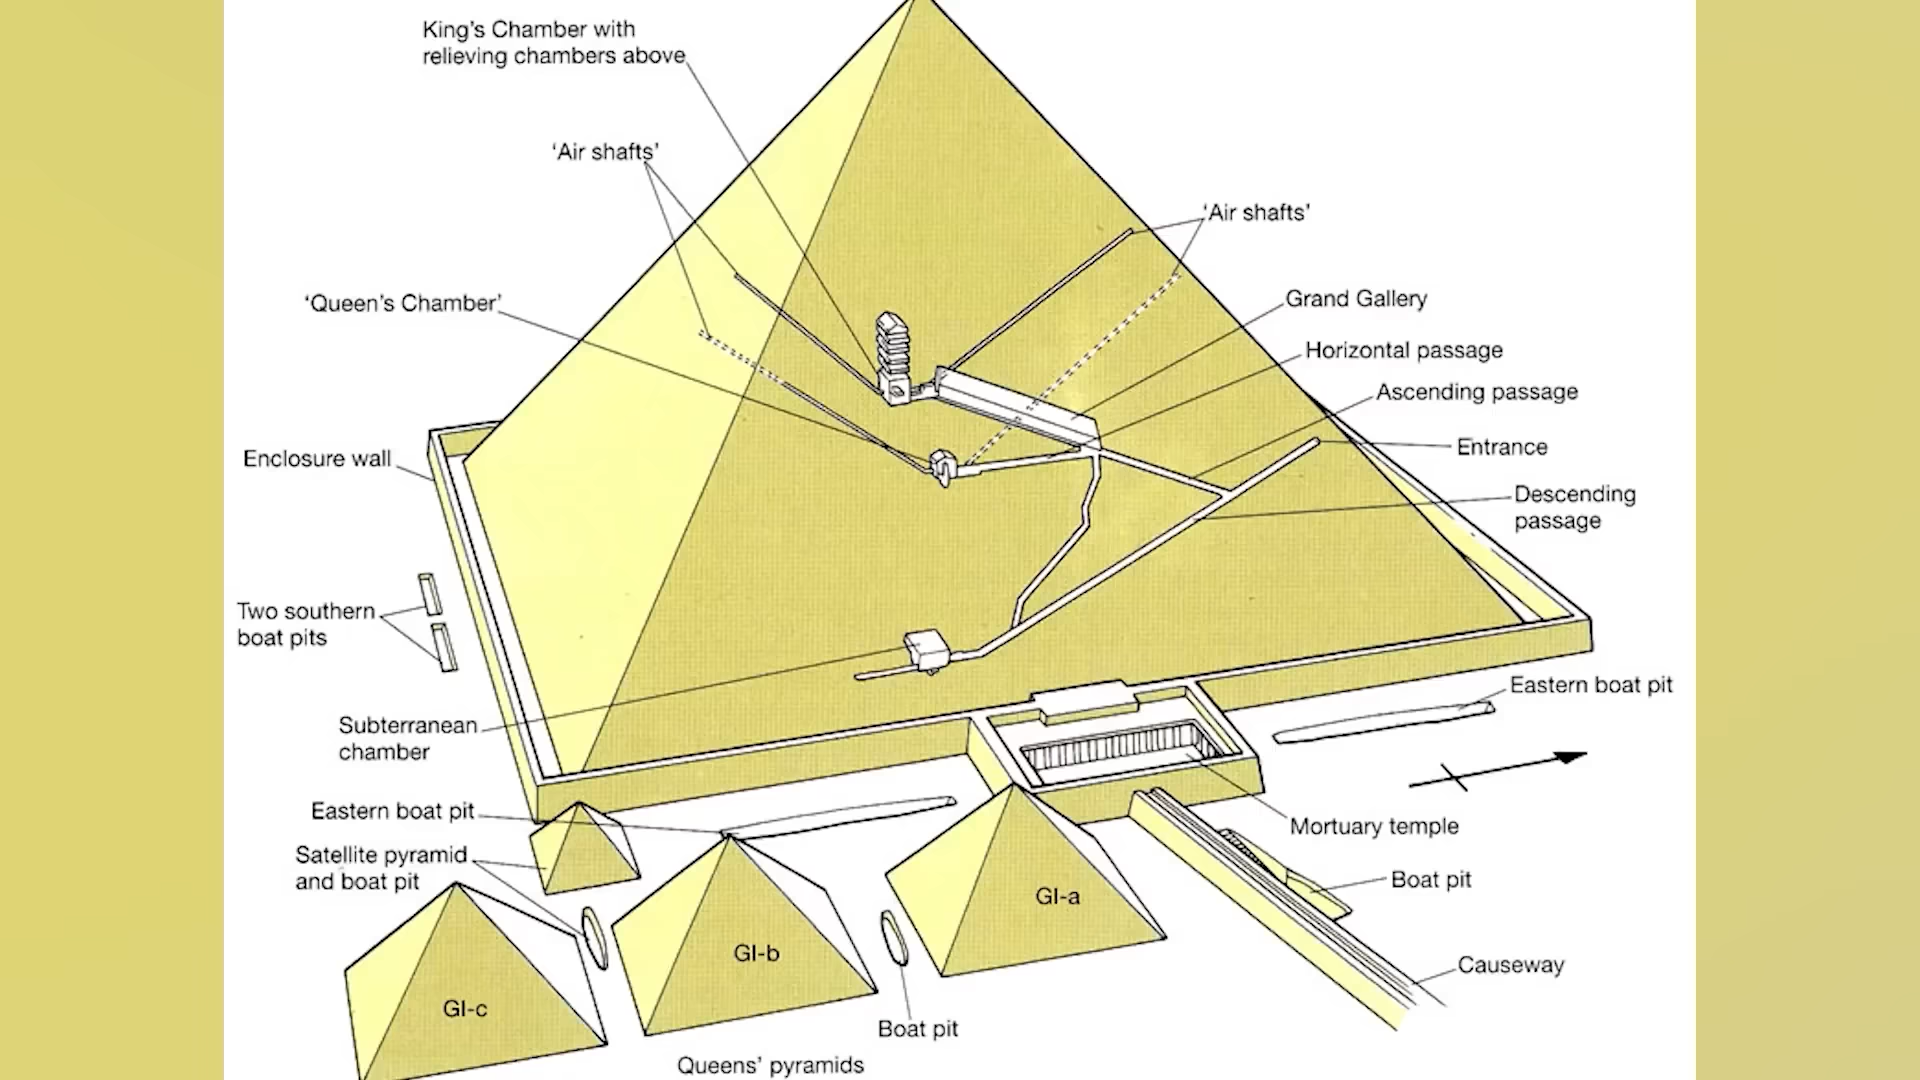 King's Chamber with
relieving chambers above
'Air shafts'
'Air shafts'
'Queen's Chamber'
Grand Gallery
Horizontal passage
Ascending passage
Entrance
Enclosure wall
Descending
passage
Two southern
boat pits
Eastern boat pit
Subterranean
chamber
Eastern boat pit
Mortuary temple
Satellite pyramid
and boat pit
Boat pit
GI-a
GI-b
Causeway
GI-c
Boat pit
Queens' pyramids